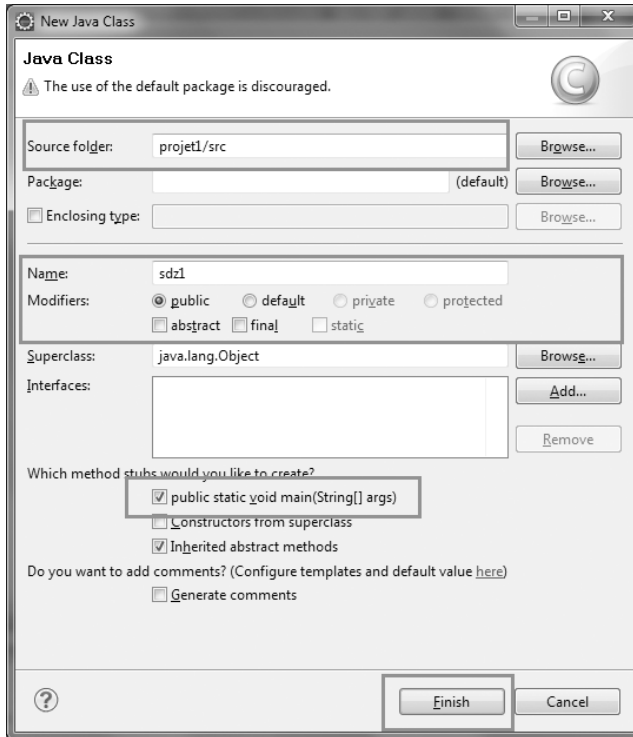 New Java Class
Java Class
The use of the default package is discouraged.
Source folder: projet1/src Browse...
Package: (default) Browse...
Enclosing type: Browse...
Name: sdz1
Modifiers: public default private protected
abstract final static
Superclass: java.lang.Object Browse...
Interfaces: Add...
Remove
Which method stubs would you like to create?
public static void main(String[] args)
Constructors from superclass
Inherited abstract methods
Do you want to add comments? (Configure templates and default value here)
Generate comments
? Finish Cancel